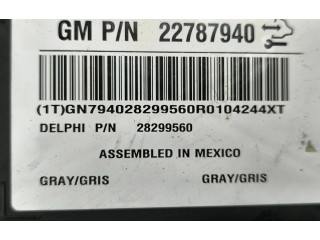 GM P/N 22787940
(1T)GN794028299560R0104244XT
DELPHI P/N 28299560
ASSEMBLED IN MEXICO
GRAY/GRIS GRAY/GRIS